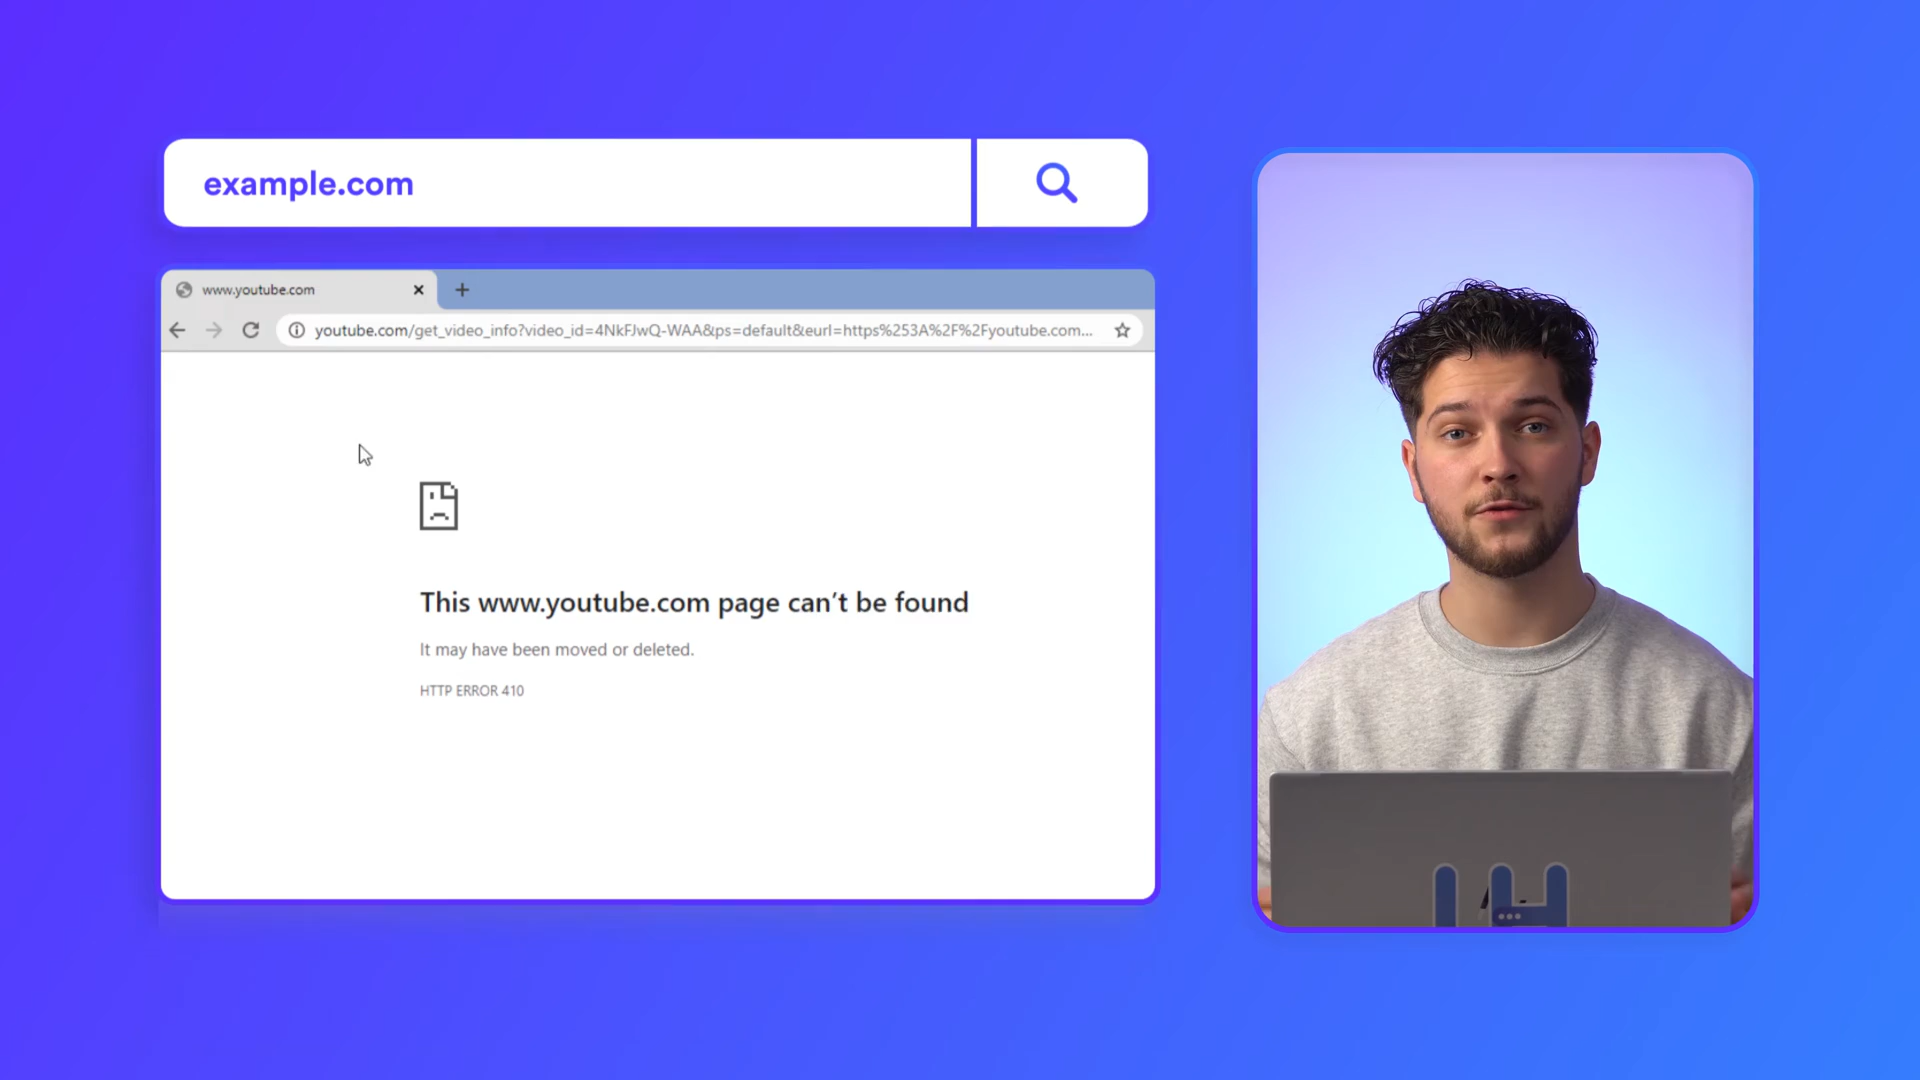 example.com
www.youtube.com
youtube.com/get_video_info?video_id=4NkFJwQ-WAA&ps=default&eurl=https%253A%2F%2Fyoutube.com...
This www.youtube.com page can’t be found
It may have been moved or deleted.
HTTP ERROR 410